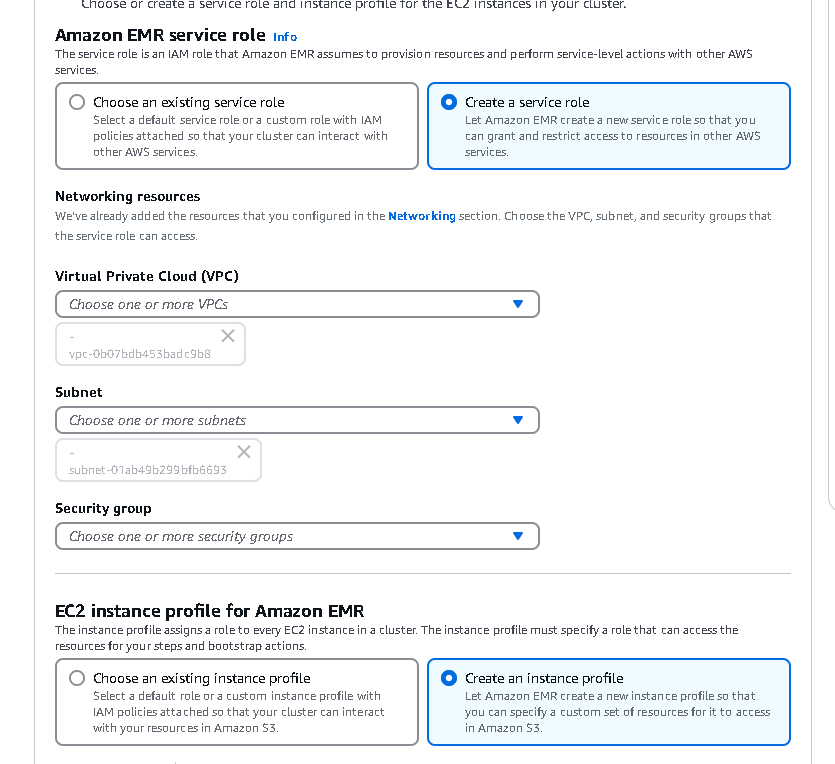 Choose or create a service role and instance profile for the EC2 instances in your cluster.
Amazon EMR service role Info
The service role is an IAM role that Amazon EMR assumes to provision resources and perform service-level actions with other AWS
services.
Choose an existing service role
Select a default service role or a custom role with IAM
policies attached so that your cluster can interact with
other AWS services.
Create a service role
Let Amazon EMR create a new service role so that you
can grant and restrict access to resources in other AWS
services.
Networking resources
We've already added the resources that you configured in the Networking section. Choose the VPC, subnet, and security groups that
the service role can access.
Virtual Private Cloud (VPC)
Choose one or more VPCs
-
vpc-0b07bdb453badc9b8
Subnet
Choose one or more subnets
-
subnet-01ab49b299bfb6693
Security group
Choose one or more security groups
EC2 instance profile for Amazon EMR
The instance profile assigns a role to every EC2 instance in a cluster. The instance profile must specify a role that can access the
resources for your steps and bootstrap actions.
Choose an existing instance profile
Select a default role or a custom instance profile with
IAM policies attached so that your cluster can interact
with your resources in Amazon S3.
Create an instance profile
Let Amazon EMR create a new instance profile so that
you can specify a custom set of resources for it to access
in Amazon S3.